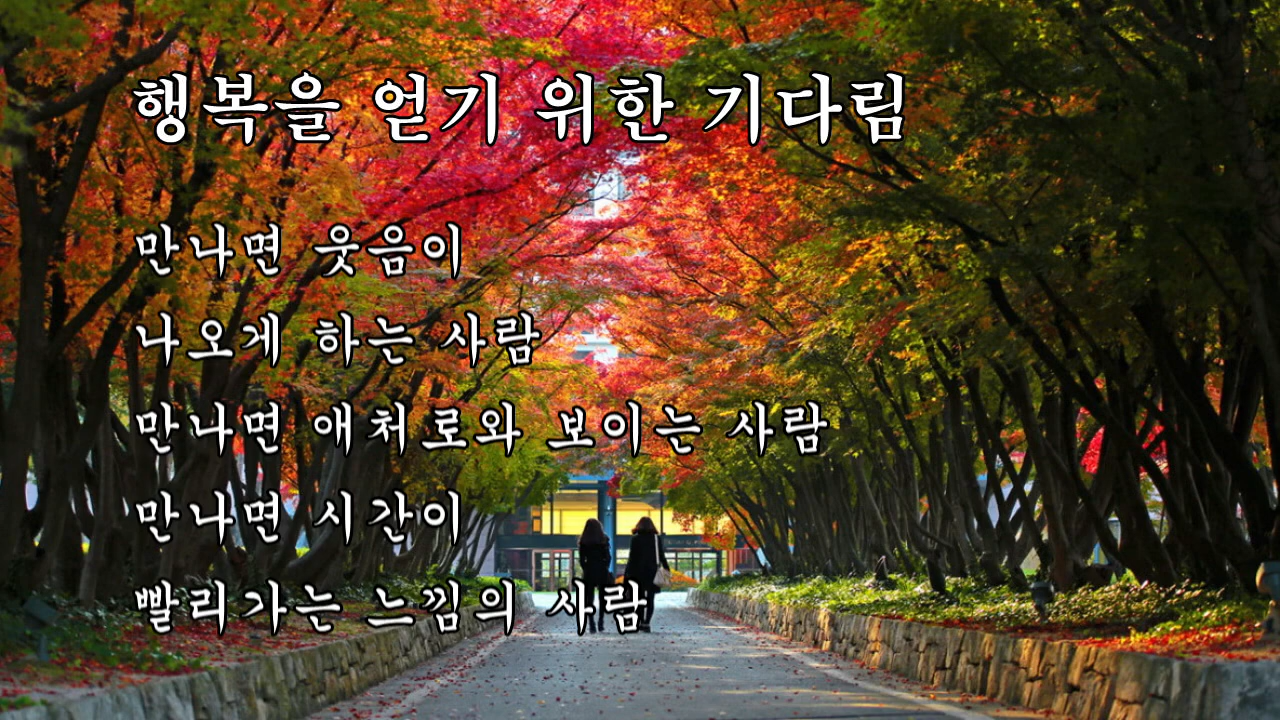 행복을 얻기 위한 기다림
만나면 웃음이
나오게 하는 사람
만나면 애처로와 보이는 사람
만나면 시간이
빨리가는 느낌의 사람